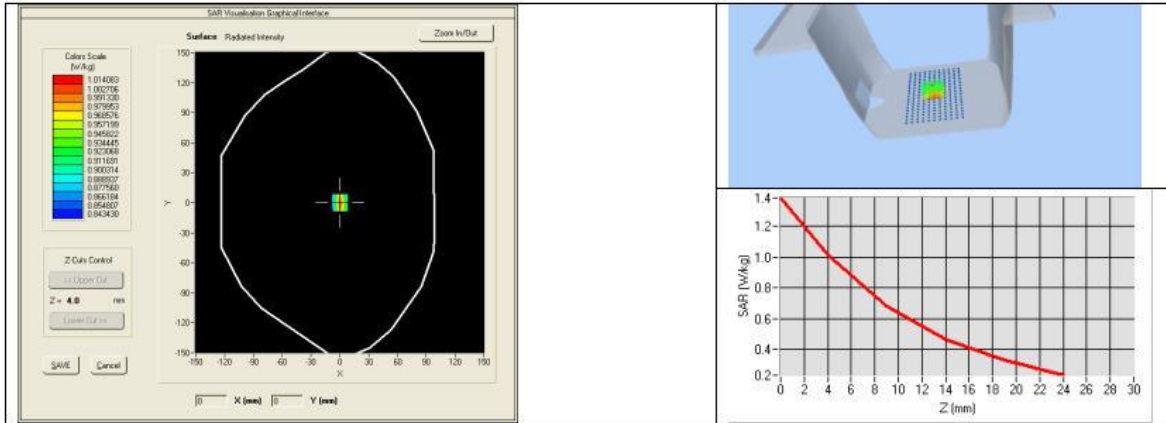 SAR Visualisation Graphical Interface
Surface Radiated Intensity
Zoom In/Out
Colors Scale
(W/kg)
1.014083
1.002706
0.991330
0.979953
0.968576
0.957199
0.945822
0.934445
0.923068
0.911691
0.900314
0.888937
0.877560
0.866184
0.854807
0.843430
150
120
90
60
30
0
-30
-60
-90
-120
-150
Y
-150 -120 -90 -60 -30 0 30 60 90 120 150
X
Z-Cuts Control
<< Upper Cut
Z = 4.0 mm
Lower Cut >>
SAVE Cancel
0 X (mm) 0 Y (mm)
1.4
1.2
1.0
0.8
0.6
0.4
0.2
SAR (W/kg)
0 2 4 6 8 10 12 14 16 18 20 22 24 26 28 30
Z (mm)